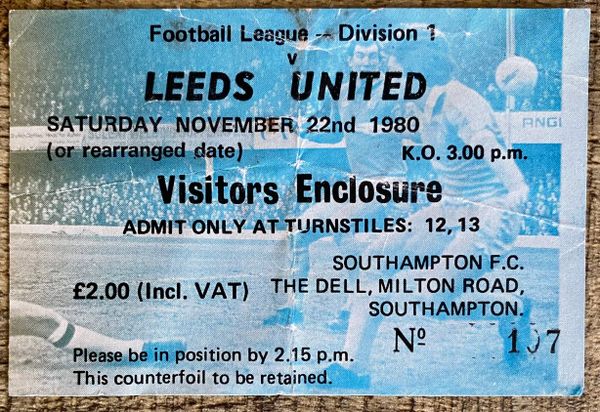 Football League -- Division 1
v
LEEDS UNITED
SATURDAY NOVEMBER 22nd 1980
(or rearranged date) K.O. 3.00 p.m.
ANGI
Visitors Enclosure
ADMIT ONLY AT TURNSTILES: 12, 13
SOUTHAMPTON F.C.
£2.00 (Incl. VAT) THE DELL, MILTON ROAD,
SOUTHAMPTON.
Nº 107
Please be in position by 2.15 p.m.
This counterfoil to be retained.